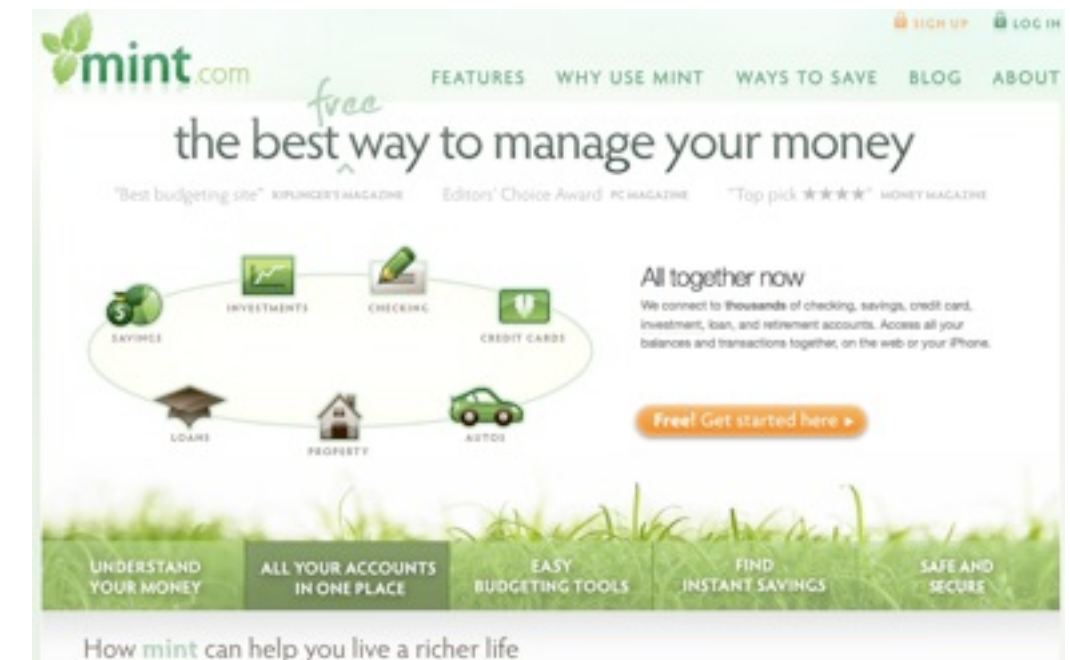 SIGN UP LOG IN
mint.com
FEATURES WHY USE MINT WAYS TO SAVE BLOG ABOUT
free
the best way to manage your money
"Best budgeting site" KIPLINGER'S MAGAZINE Editors' Choice Award PC MAGAZINE "Top pick ★★★★" MONEY MAGAZINE
INVESTMENTS
CHECKING
SAVINGS
CREDIT CARDS
LOANS
PROPERTY
AUTOS
All together now
We connect to thousands of checking, savings, credit card,
investment, loan, and retirement accounts. Access all your
balances and transactions together, on the web or your iPhone.
Free! Get started here ▸
UNDERSTAND
YOUR MONEY
ALL YOUR ACCOUNTS
IN ONE PLACE
EASY
BUDGETING TOOLS
FIND
INSTANT SAVINGS
SAFE AND
SECURE
How mint can help you live a richer life